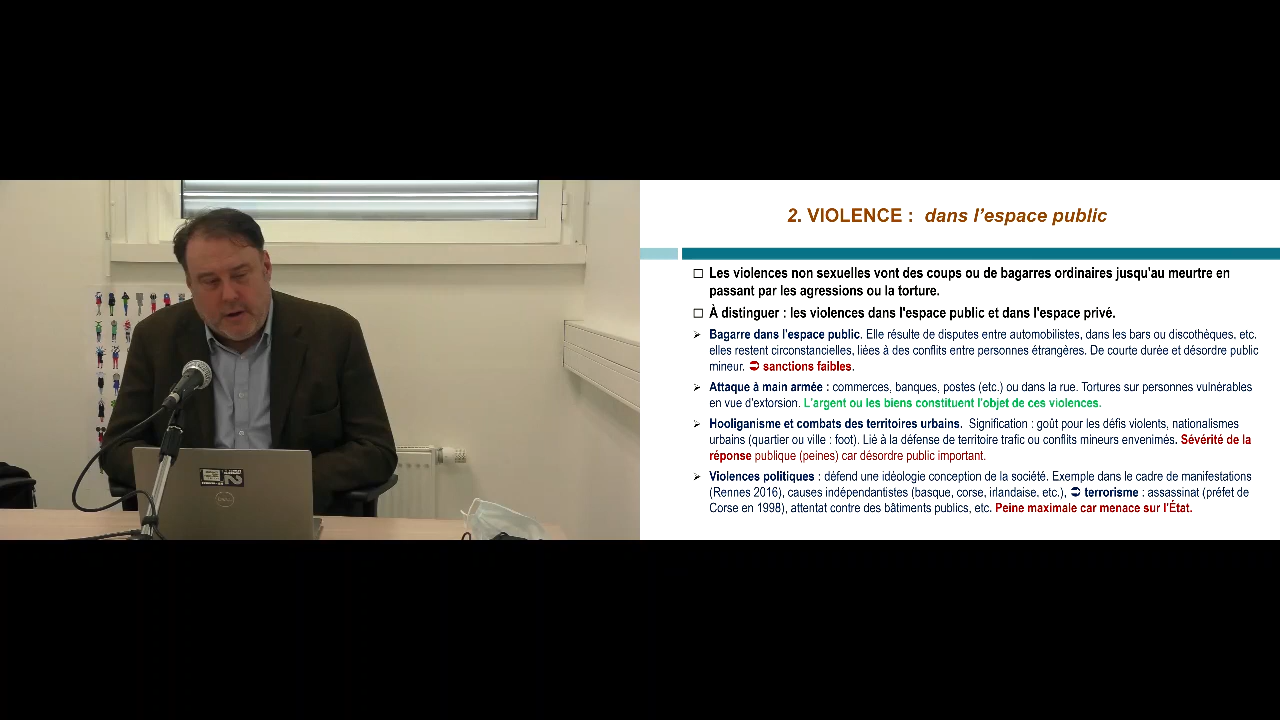 2. VIOLENCE : dans l'espace public
Les violences non sexuelles vont des coups ou de bagarres ordinaires jusqu'au meurtre en
passant par les agressions ou la torture.
À distinguer : les violences dans l'espace public et dans l'espace privé.
Bagarre dans l'espace public. Elle résulte de disputes entre automobilistes, dans les bars ou discothèques. etc.
elles restent circonstancielles, liées à des conflits entre personnes étrangères. De courte durée et désordre public
mineur. ➲ sanctions faibles.
Attaque à main armée : commerces, banques, postes (etc.) ou dans la rue. Tortures sur personnes vulnérables
en vue d'extorsion. L'argent ou les biens constituent l'objet de ces violences.
Hooliganisme et combats des territoires urbains. Signification : goût pour les défis violents, nationalismes
urbains (quartier ou ville : foot). Lié à la défense de territoire trafic ou conflits mineurs envenimés. Sévérité de la
réponse publique (peines) car désordre public important.
Violences politiques : défend une idéologie conception de la société. Exemple dans le cadre de manifestations
(Rennes 2016), causes indépendantistes (basque, corse, irlandaise, etc.), ➲ terrorisme : assassinat (préfet de
Corse en 1998), attentat contre des bâtiments publics, etc. Peine maximale car menace sur l'État.
DELL